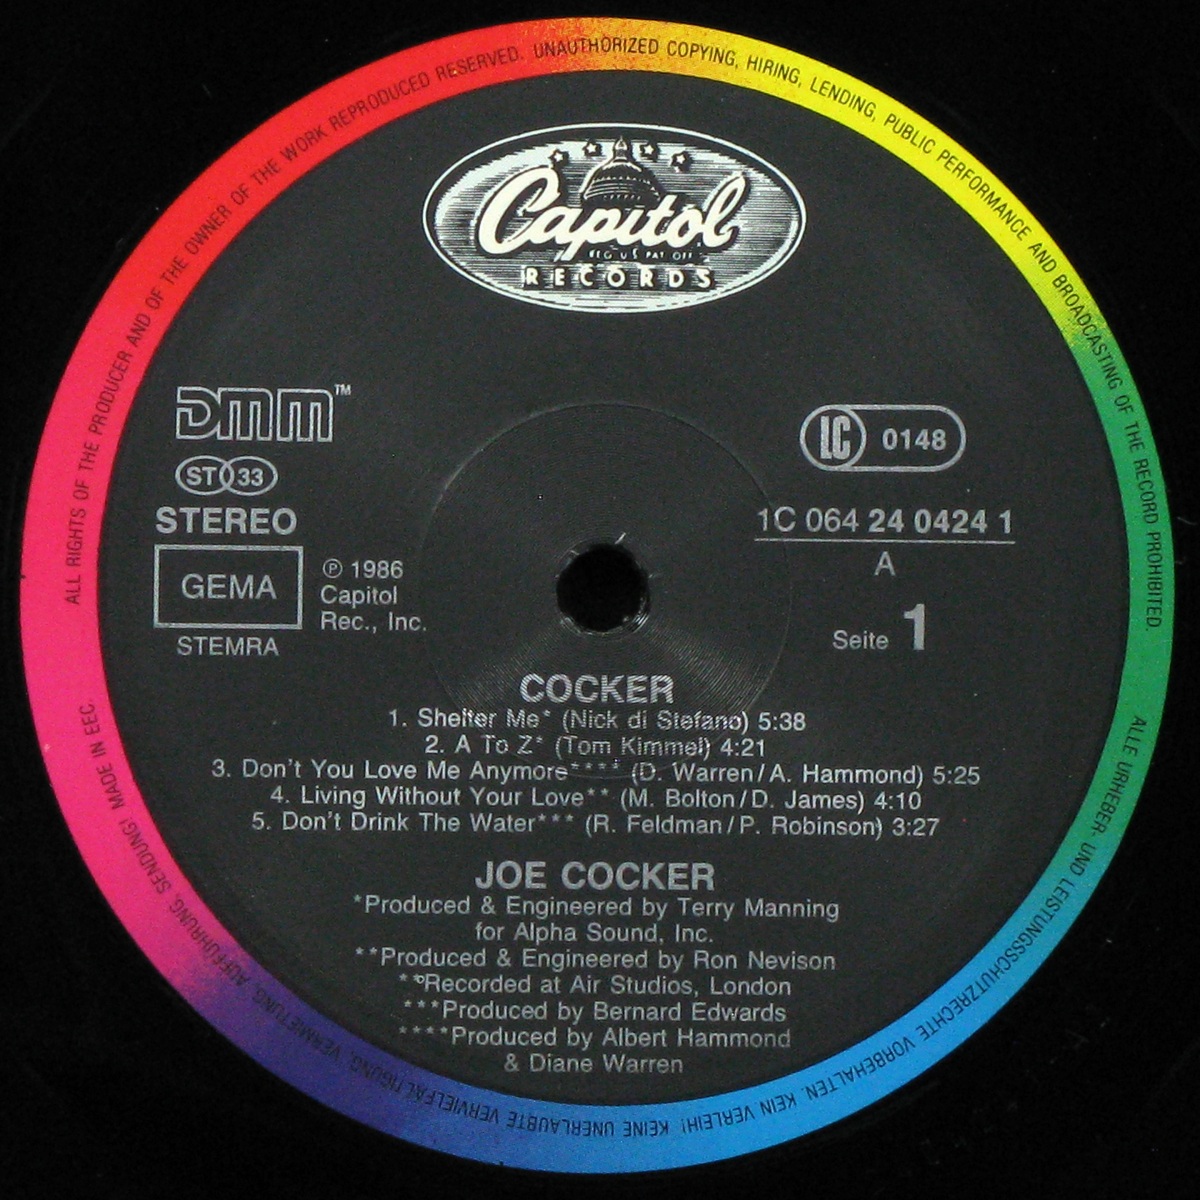 ALL RIGHTS OF THE PRODUCER AND OF THE OWNER OF THE WORK REPRODUCED RESERVED. UNAUTHORIZED COPYING, HIRING, LENDING, PUBLIC PERFORMANCE AND BROADCASTING OF THE RECORD PROHIBITED.
Capitol
REG US PAT OFF
RECORDS
DMM™
ST 33
STEREO
GEMA
STEMRA
℗ 1986
Capitol
Rec., Inc.
LC 0148
1C 064 24 0424 1
A
Seite 1
COCKER
1. Shelter Me* (Nick di Stefano) 5:38
2. A To Z* (Tom Kimmel) 4:21
3. Don't You Love Me Anymore**** (D. Warren/A. Hammond) 5:25
4. Living Without Your Love** (M. Bolton/D. James) 4:10
5. Don't Drink The Water*** (R. Feldman/P. Robinson) 3:27
JOE COCKER
*Produced & Engineered by Terry Manning
for Alpha Sound, Inc.
**Produced & Engineered by Ron Nevison
**Recorded at Air Studios, London
***Produced by Bernard Edwards
****Produced by Albert Hammond
& Diane Warren
ALLE URHEBER- UND LEISTUNGSSCHUTZRECHTE VORBEHALTEN. KEIN VERLEIH! KEINE UNERLAUBTE VERVIELFÄLTIGUNG, VERMIETUNG, AUFFÜHRUNG, SENDUNG! MADE IN EEC.